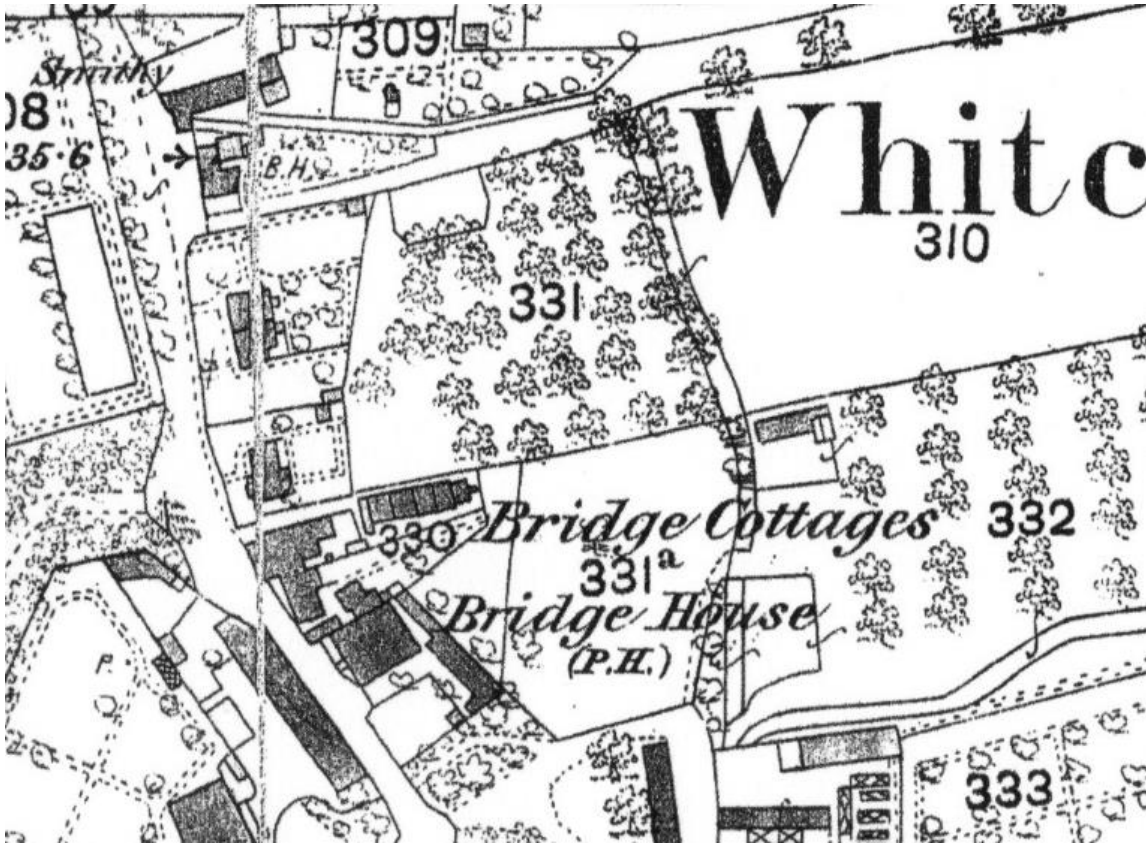 309
Smithy
08
35·6
B.H.
Whitc
310
331
330
Bridge Cottages
332
331a
Bridge House
(P.H.)
P.
333